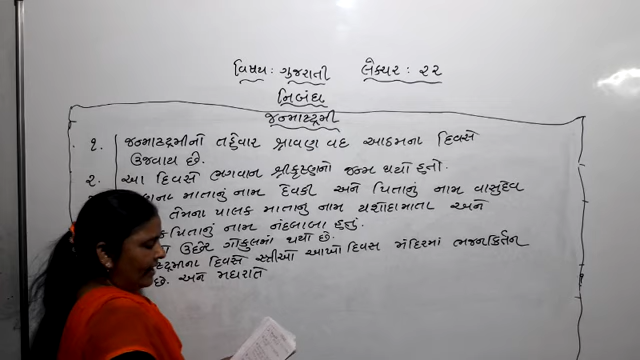 વિષય : ગુજરાતી લેક્ચર : ૨૨
નિબંધ
જન્માષ્ટમી
૧. જન્માષ્ટમીનો તહેવાર શ્રાવણ વદ આઠમના દિવસે
ઉજવાય છે.
૨. આ દિવસે ભગવાન શ્રીકૃષ્ણનો જન્મ થયો હતો.
માતાનું નામ દેવકી અને પિતાનું નામ વાસુદેવ
તેમના પાલક માતાનું નામ યશોદામાતા અને
પિતાનું નામ નંદબાબા હતું.
ઉછેર ગોકુલમાં થયો છે.
દિવસે સ્ત્રીઓ આખો દિવસ મંદિરમાં ભજનકિર્તન
છે. અને મધરાતે